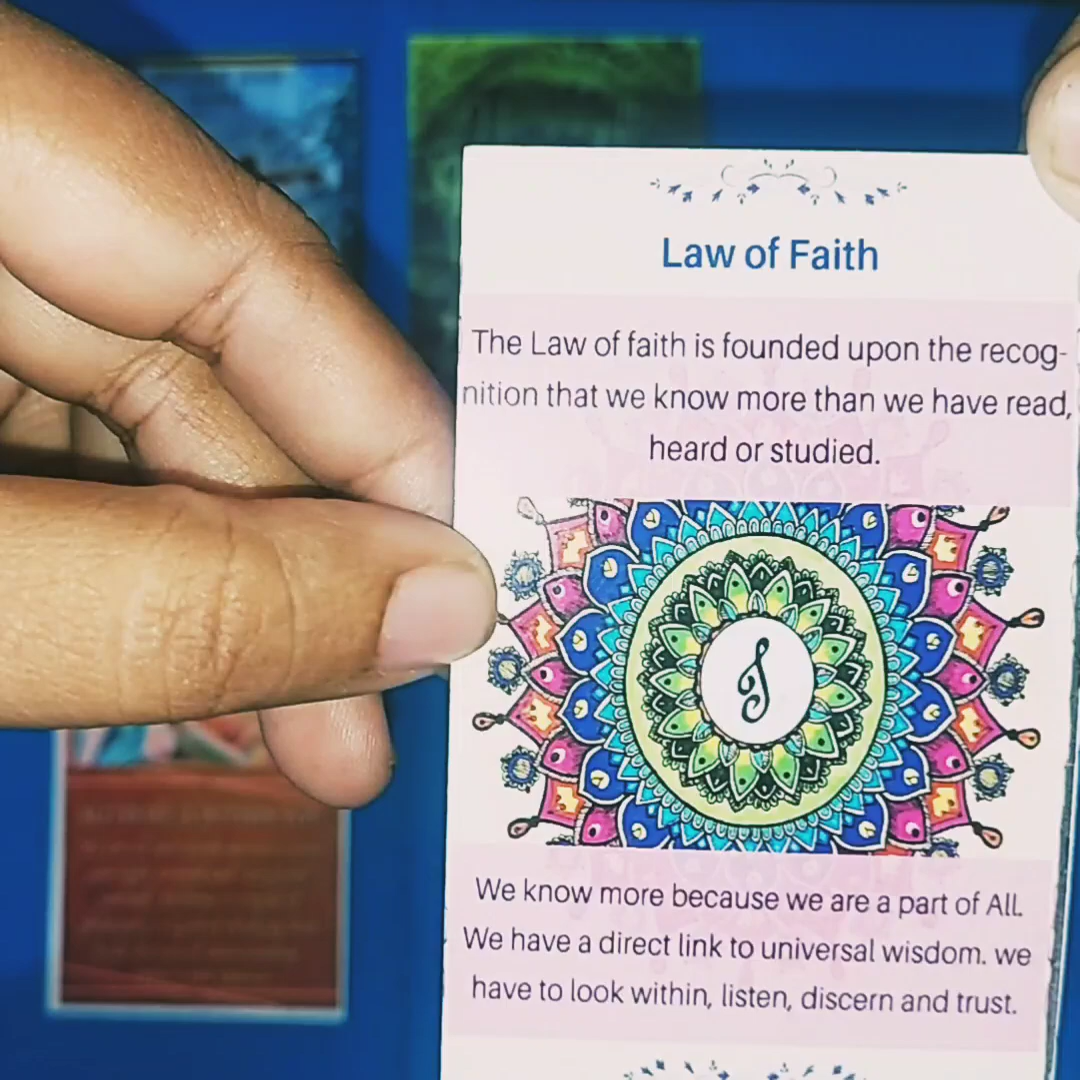 Law of Faith
The Law of faith is founded upon the recog-
nition that we know more than we have read,
heard or studied.
We know more because we are a part of All.
We have a direct link to universal wisdom. we
have to look within, listen, discern and trust.